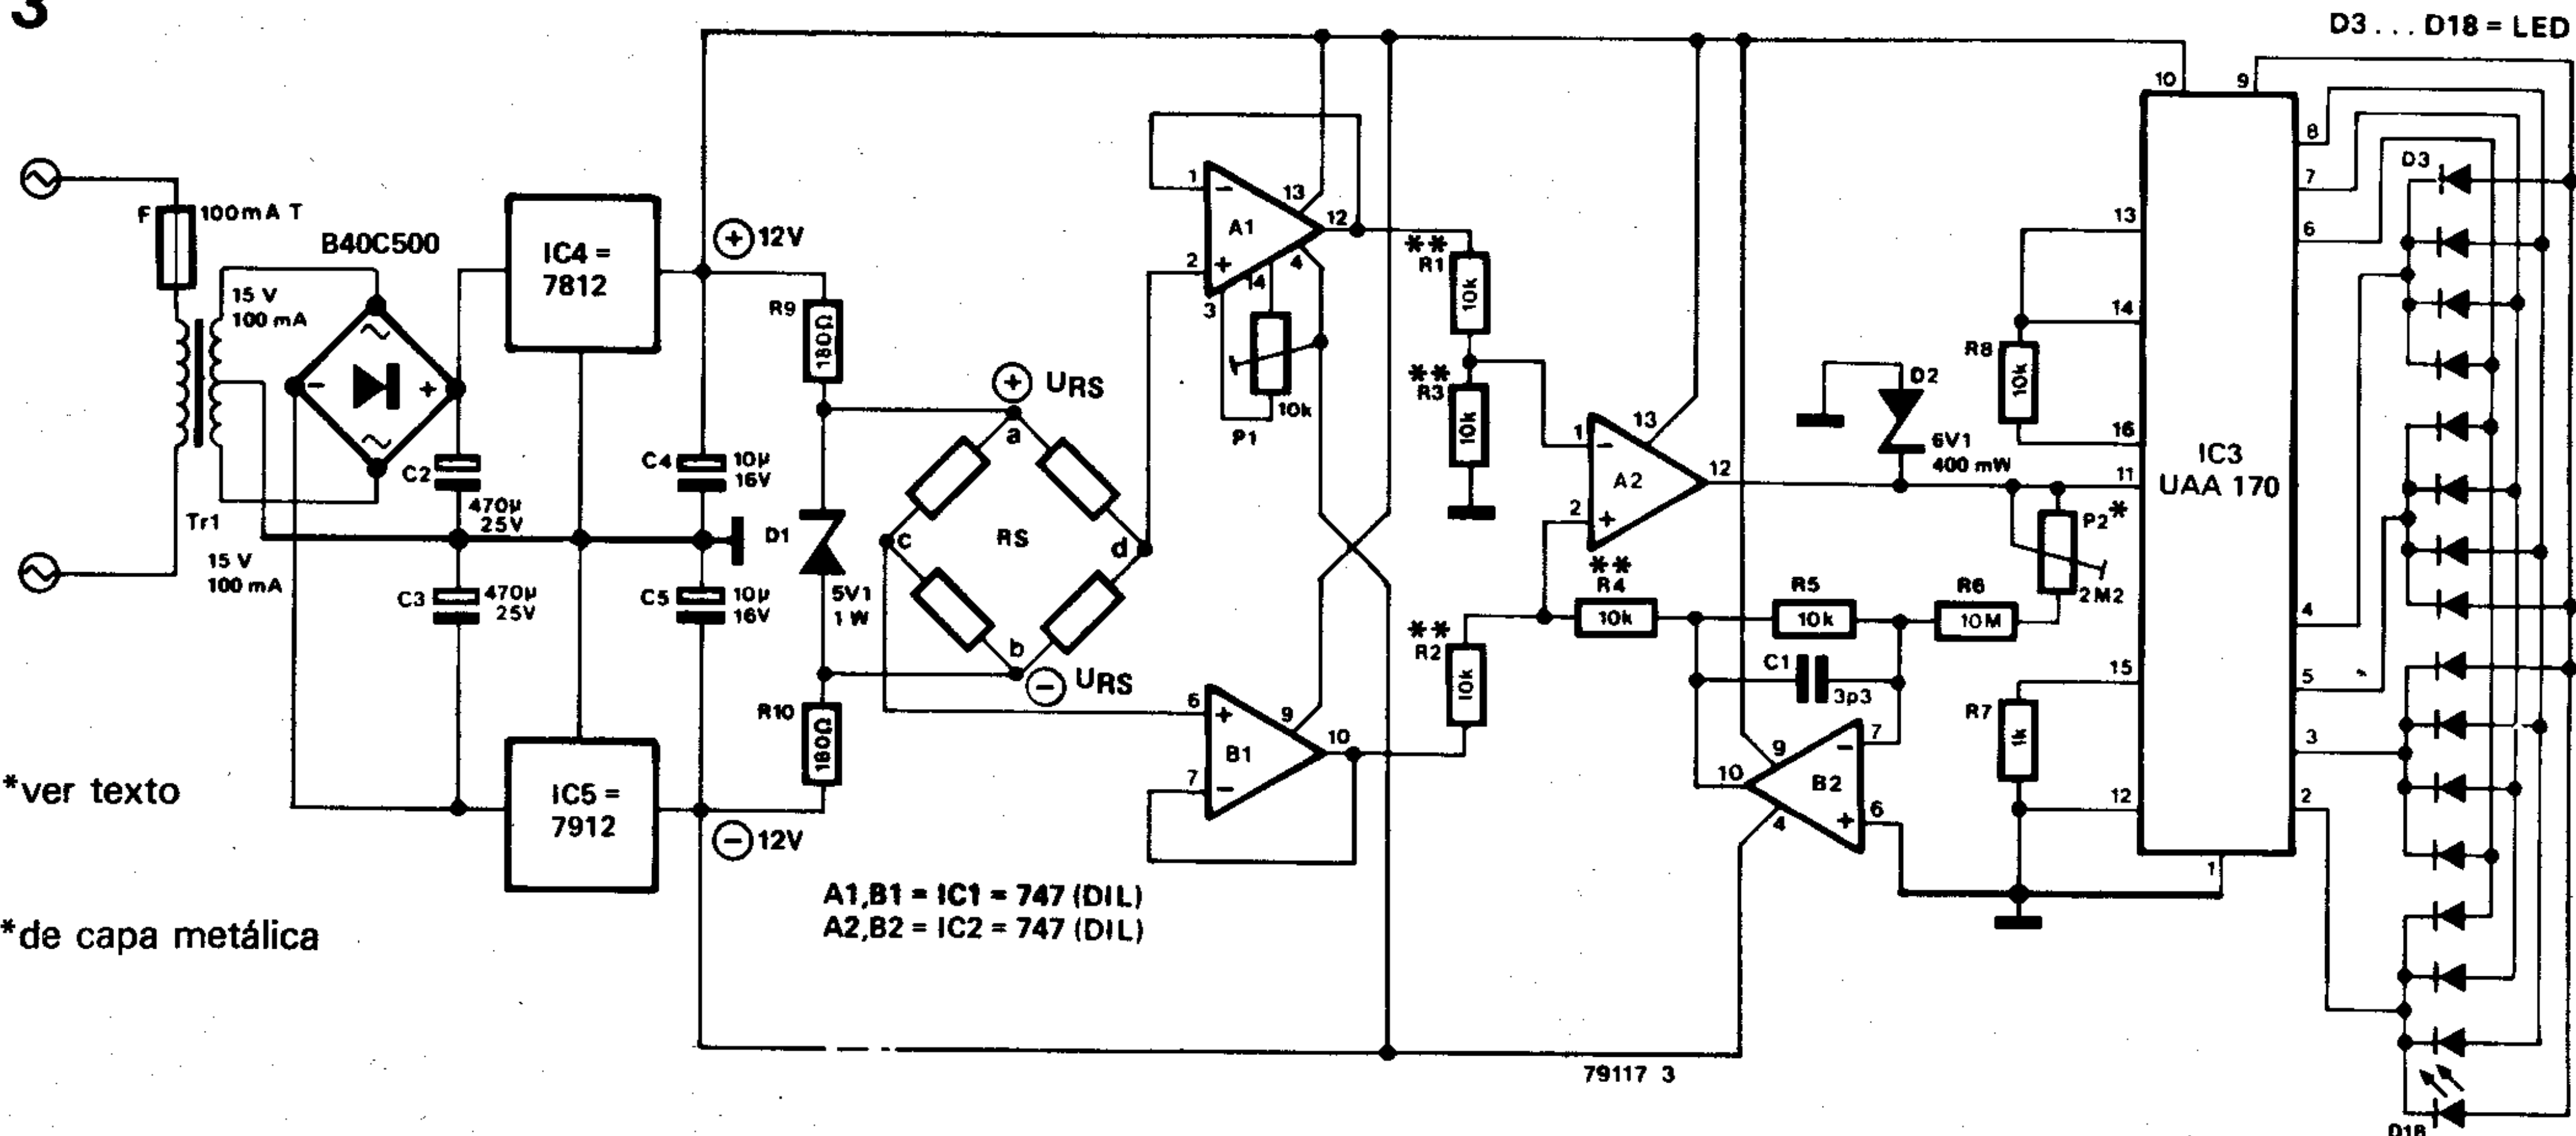 3
D3 ... D18 = LED
F
100mA T
B40C500
15 V
100 mA
Tr1
15 V
100 mA
IC4 =
7812
IC5 =
7912
+ 12V
- 12V
C2
470µ
25V
C3
470µ
25V
C4
10µ
16V
C5
10µ
16V
R9
180Ω
R10
180Ω
D1
5V1
1 W
+ URS
a
c
RS
d
b
- URS
1
-
2
+
A1
13
12
4
14
3
10k
P1
6
+
7
-
B1
9
10
**
R1
10k
**
R3
10k
**
R2
10k
1
-
2
+
A2
13
12
**
R4
10k
R5
10k
R6
10M
C1
3p3
B2
9
10
4
7
-
6
+
D2
6V1
400 mW
P2*
2M2
R8
10k
R7
1k
IC3
UAA 170
10
9
8
7
6
13
14
16
11
15
12
4
5
3
2
1
D3
D18
*ver texto
*de capa metálica
A1,B1 = IC1 = 747 (DIL)
A2,B2 = IC2 = 747 (DIL)
79117 3